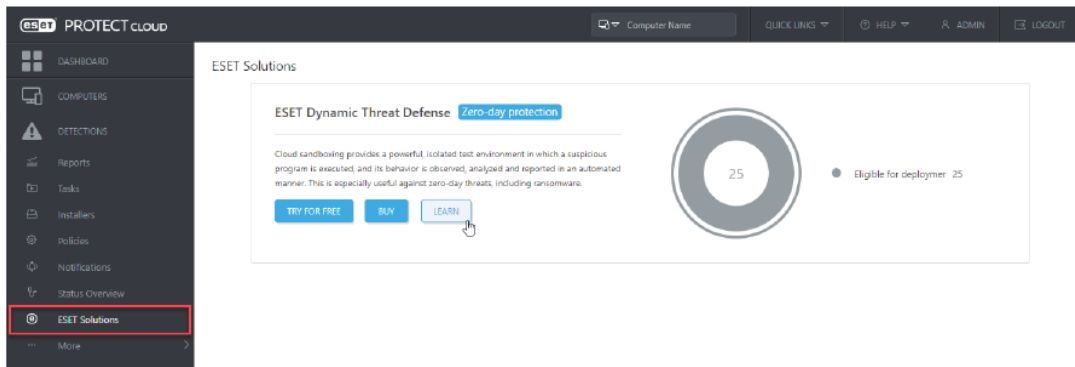 eset PROTECT CLOUD
Computer Name
QUICK LINKS
HELP
ADMIN
LOGOUT
DASHBOARD
COMPUTERS
DETECTIONS
Reports
Tasks
Installers
Policies
Notifications
Status Overview
ESET Solutions
More
ESET Solutions
ESET Dynamic Threat Defense Zero-day protection
Cloud sandboxing provides a powerful, isolated test environment in which a suspicious
program is executed, and its behavior is observed, analyzed and reported in an automated
manner. This is especially useful against zero-day threats, including ransomware.
TRY FOR FREE BUY LEARN
25
Eligible for deploymer 25